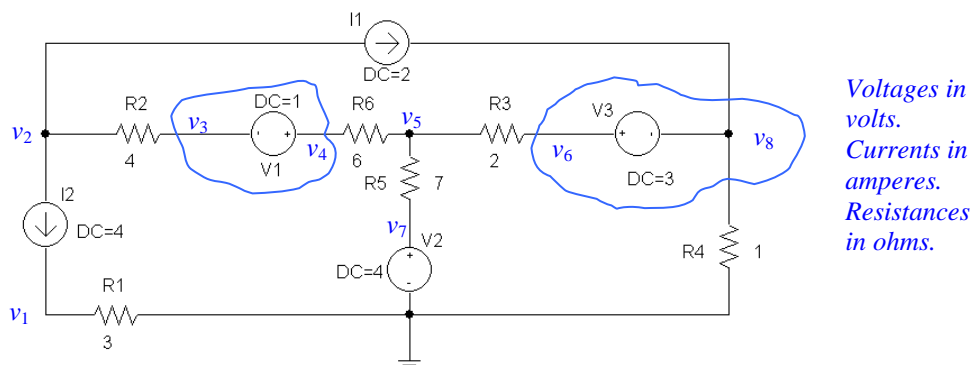 I1
DC=2
R2
4
v3
DC=1
-
+
V1
v4
R6
6
v5
R3
2
v6
V3
+
-
DC=3
v8
v2
I2
DC=4
R5
7
v7
V2
+
-
DC=4
R4
1
v1
R1
3
Voltages in
volts.
Currents in
amperes.
Resistances
in ohms.